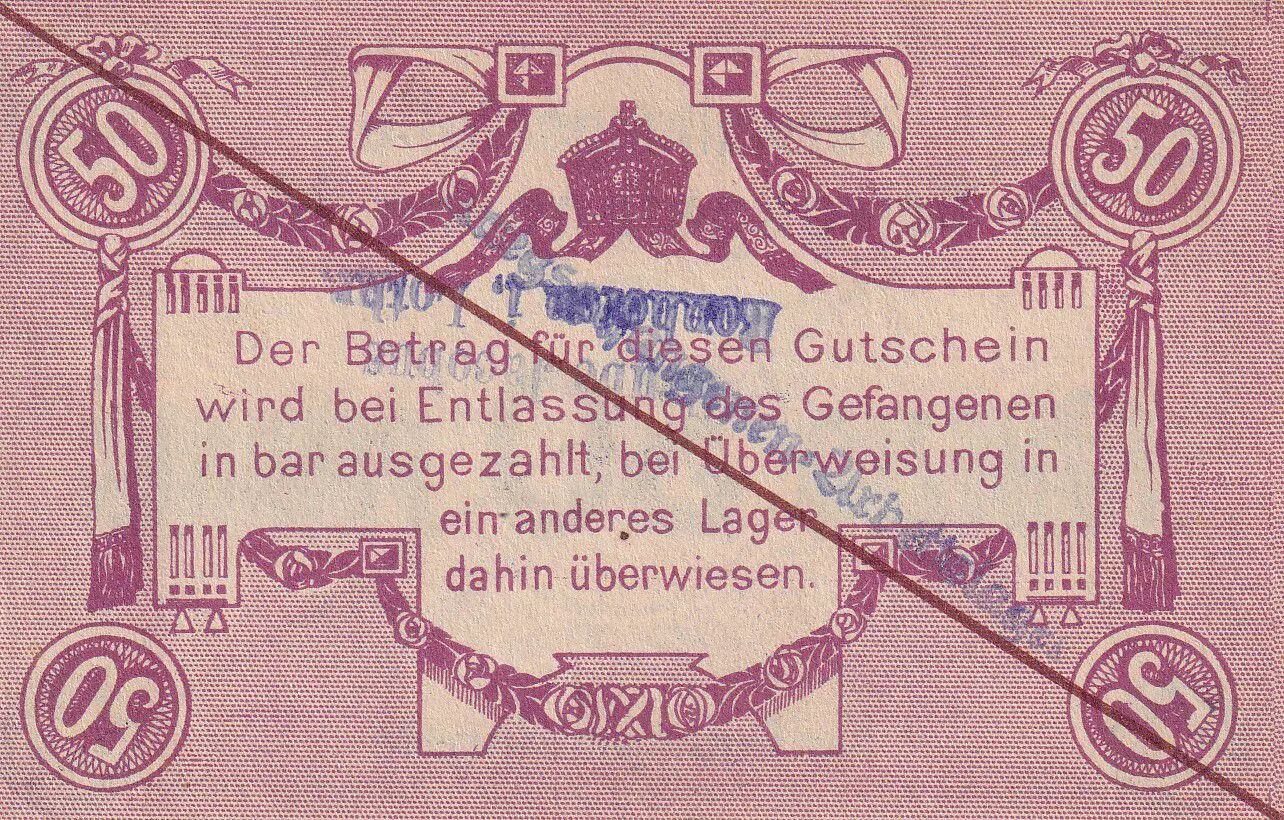 50
50
Der Betrag für diesen Gutschein
wird bei Entlassung des Gefangenen
in bar ausgezahlt, bei Überweisung in
ein anderes Lager
dahin überwiesen.
50
50